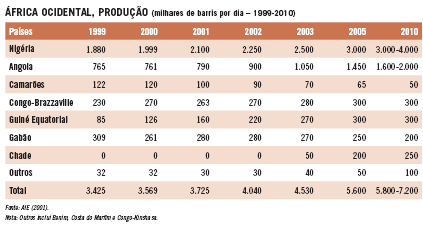 ÁFRICA OCIDENTAL, PRODUÇÃO (milhares de barris por dia – 1999-2010)
Países 1999 2000 2001 2002 2003 2005 2010
Nigéria 1.880 1.999 2.100 2.250 2.500 3.000 3.000-4.000
Angola 765 761 790 900 1.050 1.450 1.600-2.000
Camarões 122 120 100 90 70 65 50
Congo-Brazzaville 230 270 263 270 280 300 300
Guiné Equatorial 85 126 160 220 270 300 300
Gabão 309 261 280 280 270 250 200
Chade 0 0 0 0 50 200 250
Outros 32 32 30 30 40 50 100
Total 3.425 3.569 3.725 4.040 4.530 5.600 5.800-7.200
Fonte: AIE (2001).
Nota: Outros inclui Benim, Costa do Marfim e Congo-Kinshasa.